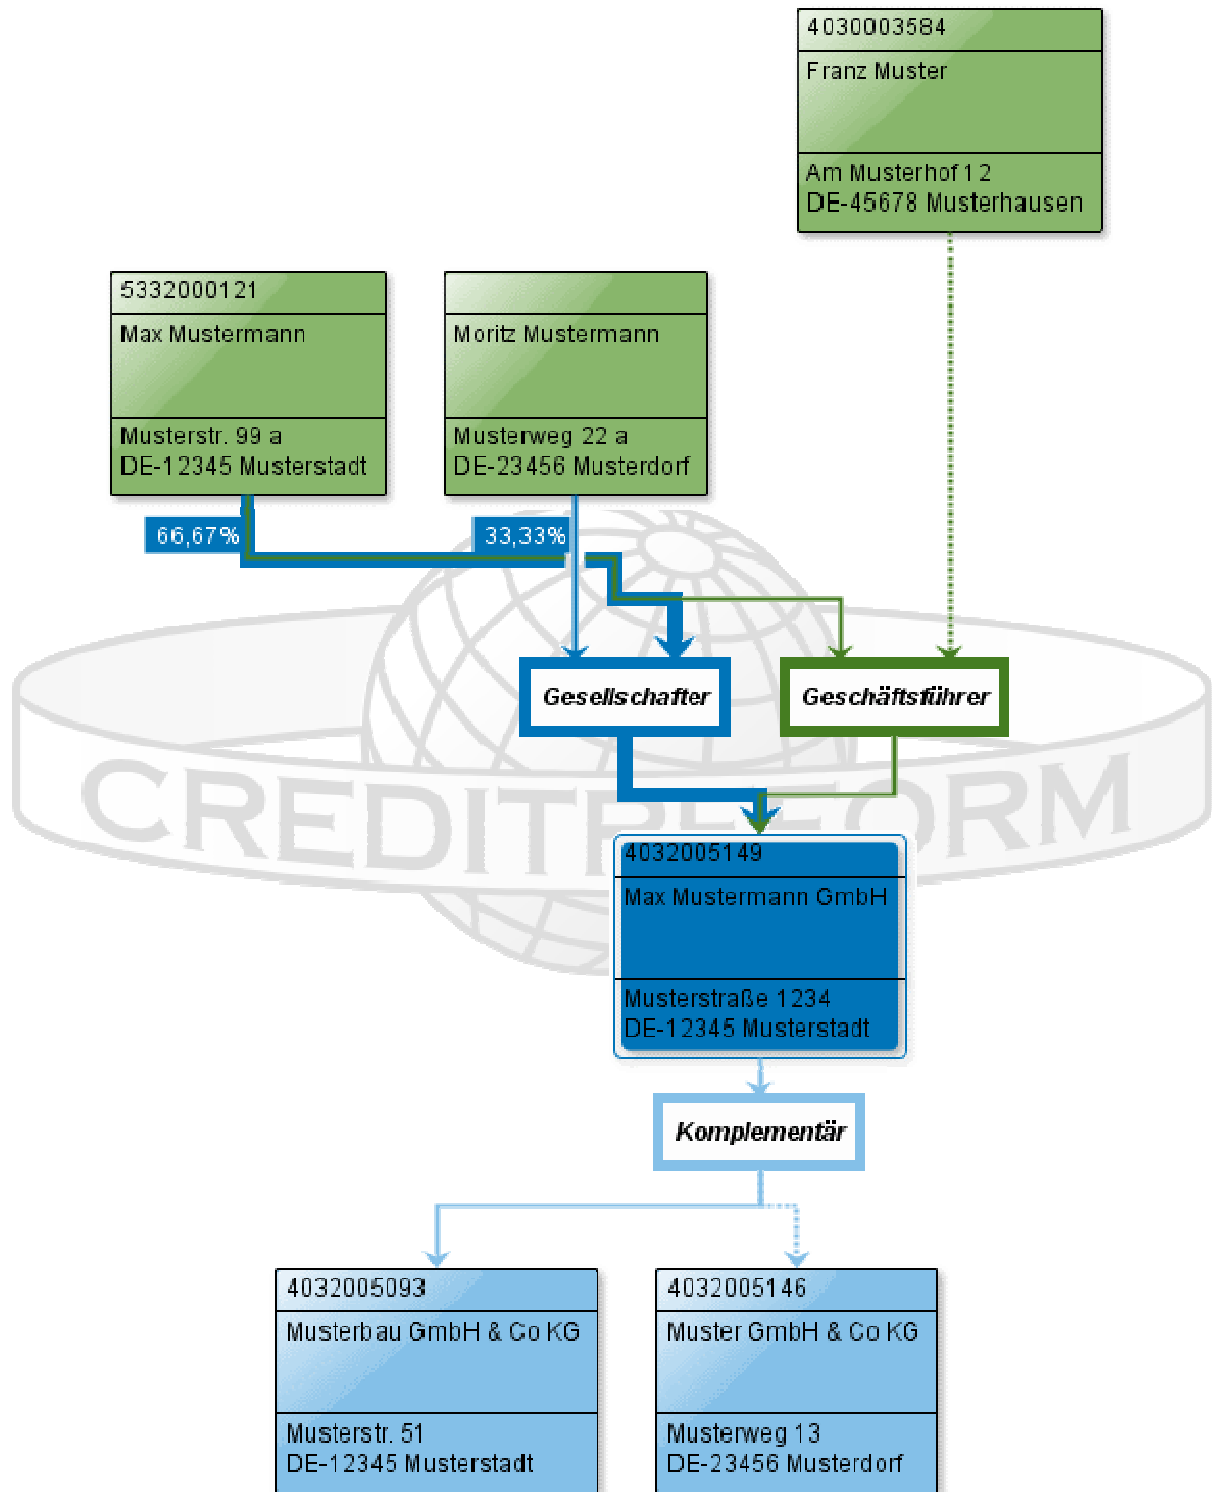 4030003584
Franz Muster
Am Musterhof 12
DE-45678 Musterhausen
5332000121
Max Mustermann
Musterstr. 99 a
DE-12345 Musterstadt
Moritz Mustermann
Musterweg 22 a
DE-23456 Musterdorf
66,67%
33,33%
Gesellschafter
Geschäftsführer
CREDITREFORM
4032005149
Max Mustermann GmbH
Musterstraße 1234
DE-12345 Musterstadt
Komplementär
4032005093
Musterbau GmbH & Co KG
Musterstr. 51
DE-12345 Musterstadt
4032005146
Muster GmbH & Co KG
Musterweg 13
DE-23456 Musterdorf